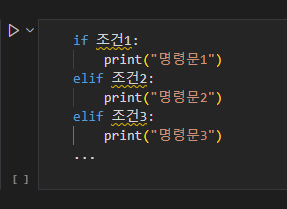 if 조건1:
    print("명령문1")
elif 조건2:
    print("명령문2")
elif 조건3:
    print("명령문3")
...
[ ]